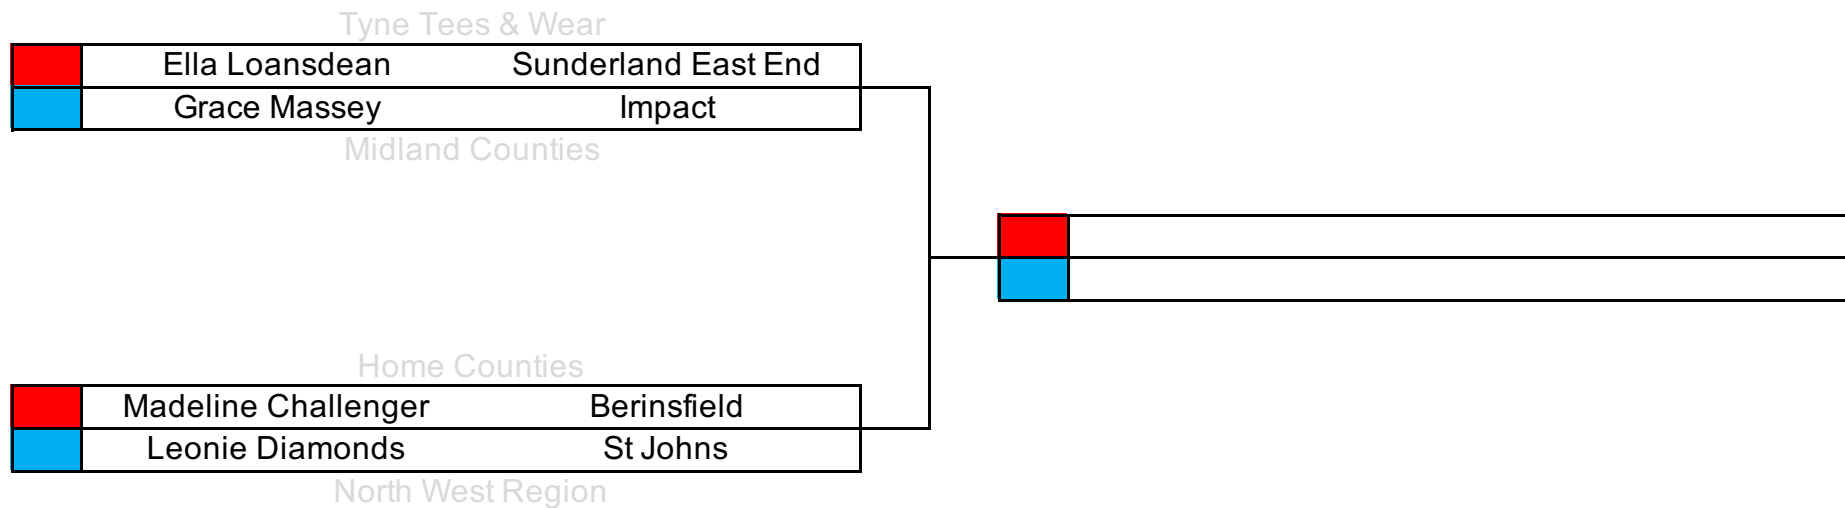 Tyne Tees & Wear
Ella Loansdean Sunderland East End
Grace Massey Impact
Midland Counties
Home Counties
Madeline Challenger Berinsfield
Leonie Diamonds St Johns
North West Region